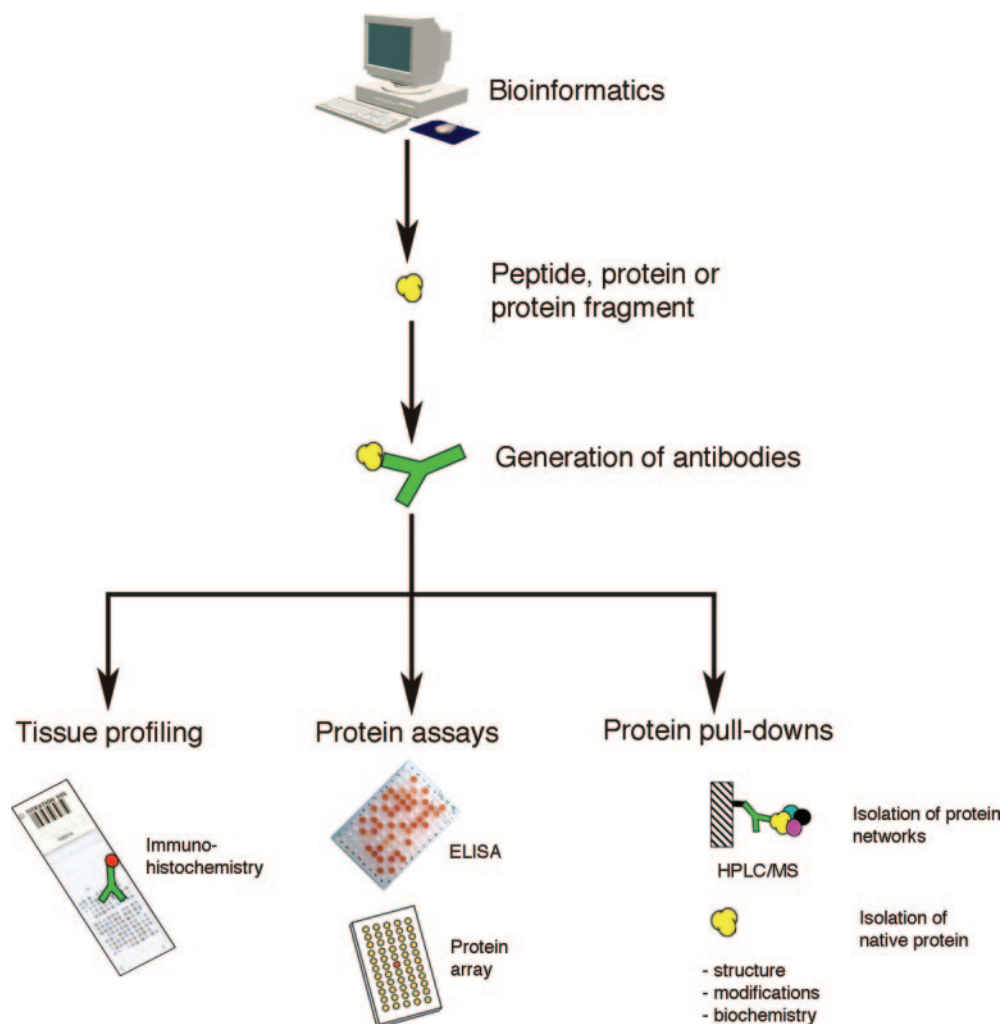 Bioinformatics
Peptide, protein or
protein fragment
Generation of antibodies
Tissue profiling
Immuno-
histochemistry
Protein assays
ELISA
Protein
array
Protein pull-downs
HPLC/MS
Isolation of protein
networks
Isolation of
native protein
- structure
- modifications
- biochemistry